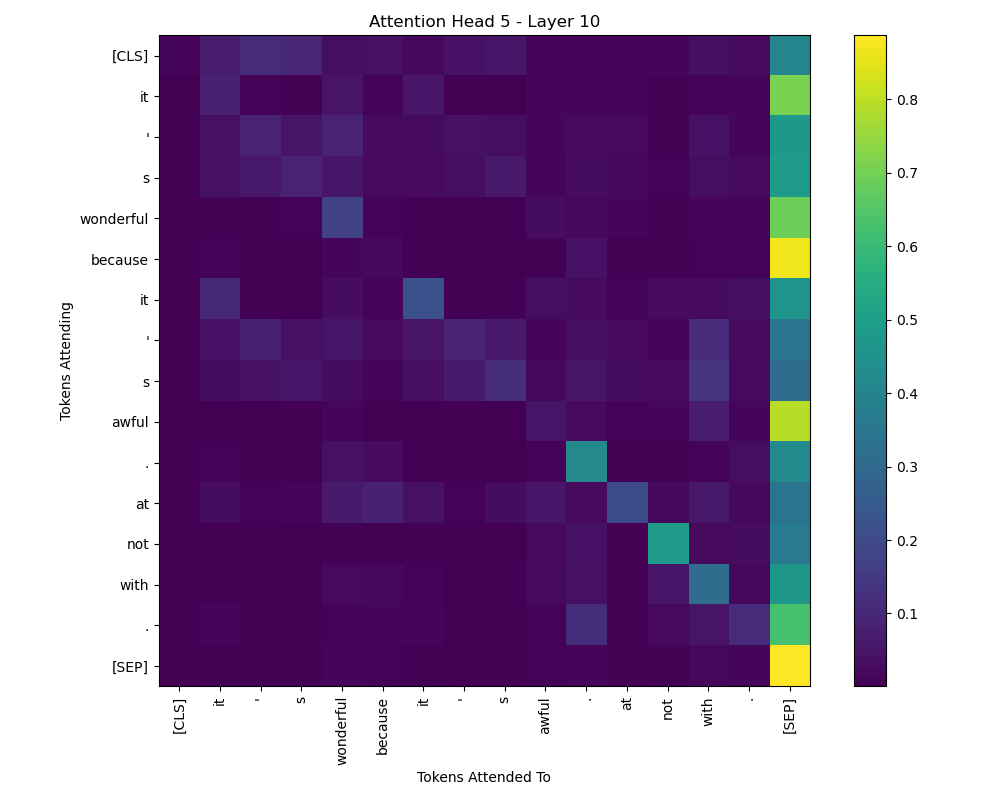 Attention Head 5 - Layer 10
[CLS]
it
'
s
wonderful
because
it
'
s
awful
.
at
not
with
.
[SEP]
Tokens Attending
[CLS]
it
'
s
wonderful
because
it
'
s
awful
.
at
not
with
.
[SEP]
Tokens Attended To
0.8
0.7
0.6
0.5
0.4
0.3
0.2
0.1